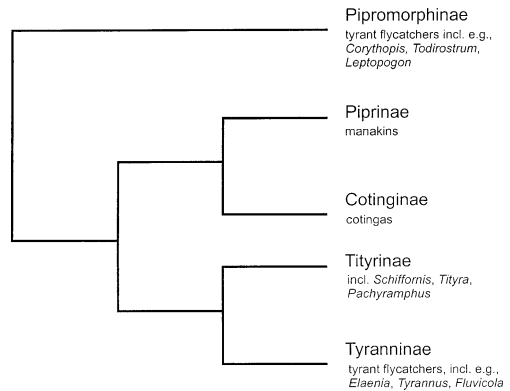 Pipromorphinae
tyrant flycatchers incl. e.g.,
Corythopis, Todirostrum,
Leptopogon
Piprinae
manakins
Cotinginae
cotingas
Tityrinae
incl. Schiffornis, Tityra,
Pachyramphus
Tyranninae
tyrant flycatchers, incl. e.g.,
Elaenia, Tyrannus, Fluvicola